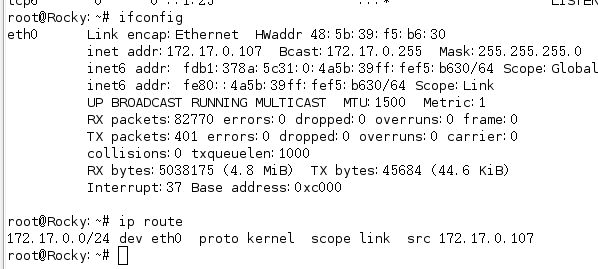 root@Rocky:~# ifconfig
eth0      Link encap:Ethernet  HWaddr 48:5b:39:f5:b6:30
          inet addr:172.17.0.107  Bcast:172.17.0.255  Mask:255.255.255.0
          inet6 addr: fdb1:378a:5c31:0:4a5b:39ff:fef5:b630/64 Scope:Global
          inet6 addr: fe80::4a5b:39ff:fef5:b630/64 Scope:Link
          UP BROADCAST RUNNING MULTICAST  MTU:1500  Metric:1
          RX packets:82770 errors:0 dropped:0 overruns:0 frame:0
          TX packets:401 errors:0 dropped:0 overruns:0 carrier:0
          collisions:0 txqueuelen:1000
          RX bytes:5038175 (4.8 MiB)  TX bytes:45684 (44.6 KiB)
          Interrupt:37 Base address:0xc000
root@Rocky:~# ip route
172.17.0.0/24 dev eth0  proto kernel  scope link  src 172.17.0.107
root@Rocky:~#